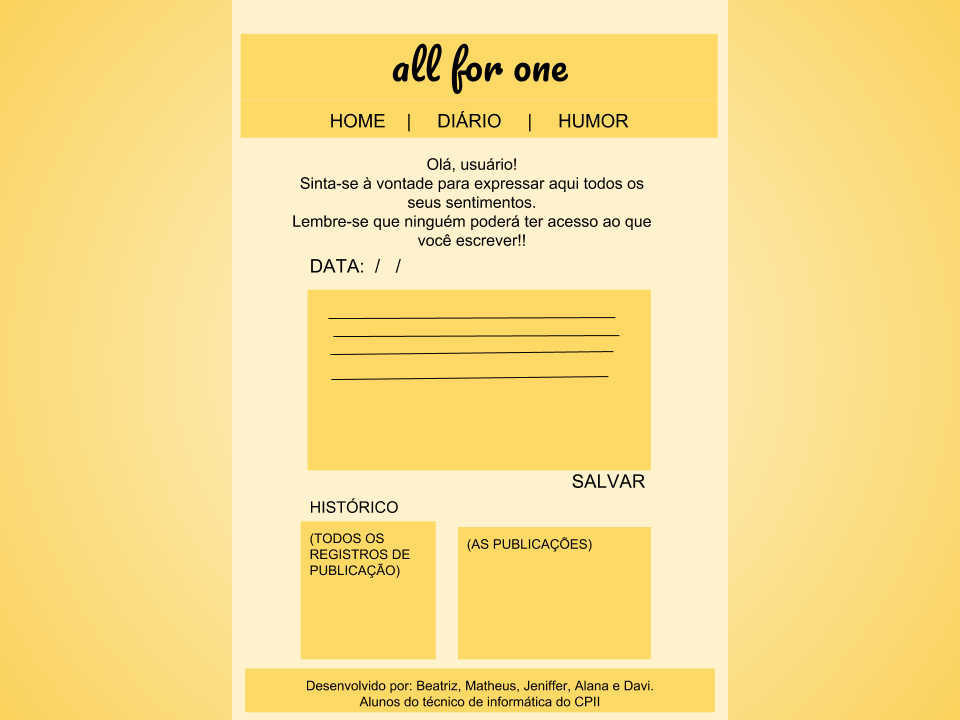 all for one
HOME | DIÁRIO | HUMOR
Olá, usuário!
Sinta-se à vontade para expressar aqui todos os
seus sentimentos.
Lembre-se que ninguém poderá ter acesso ao que
você escrever!!
DATA: / /
SALVAR
HISTÓRICO
(TODOS OS
REGISTROS DE
PUBLICAÇÃO)
(AS PUBLICAÇÕES)
Desenvolvido por: Beatriz, Matheus, Jeniffer, Alana e Davi.
Alunos do técnico de informática do CPII